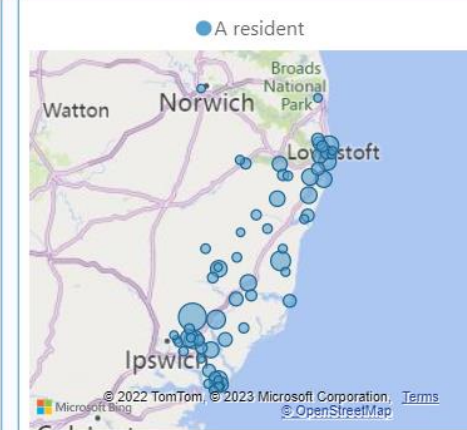 A resident
Broads
National
Park
Watton
Norwich
Lowestoft
Ipswich
© 2022 TomTom, © 2023 Microsoft Corporation, Terms
Microsoft Bing
© OpenStreetMap